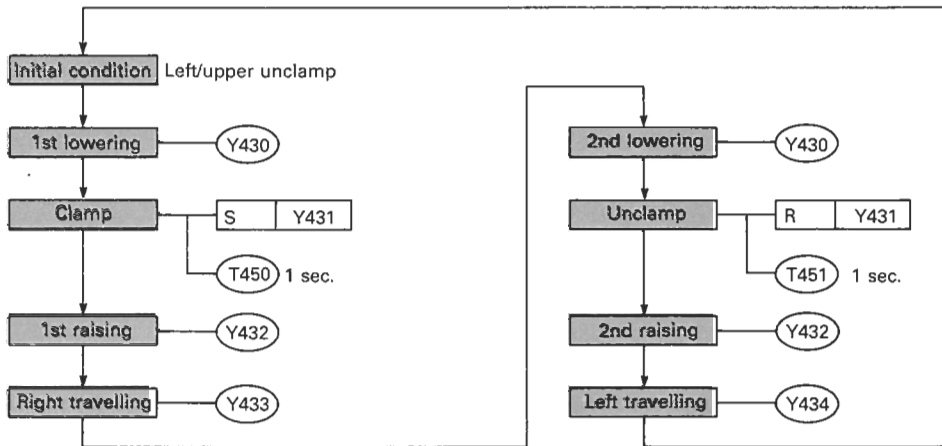 Initial condition Left/upper unclamp
1st lowering Y430
Clamp S Y431
T450 1 sec.
1st raising Y432
Right travelling Y433
2nd lowering Y430
Unclamp R Y431
T451 1 sec.
2nd raising Y432
Left travelling Y434